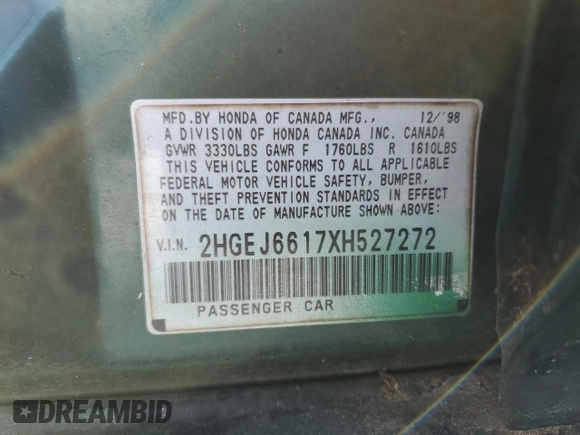 MFD.BY HONDA OF CANADA MFG., 12/'98
A DIVISION OF HONDA CANADA INC. CANADA
GVWR 3330LBS GAWR F 1760LBS R 1610LBS
THIS VEHICLE CONFORMS TO ALL APPLICABLE
FEDERAL MOTOR VEHICLE SAFETY, BUMPER,
AND THEFT PREVENTION STANDARDS IN EFFECT
ON THE DATE OF MANUFACTURE SHOWN ABOVE:
V.I.N. 2HGEJ6617XH527272
PASSENGER CAR
DREAMBID